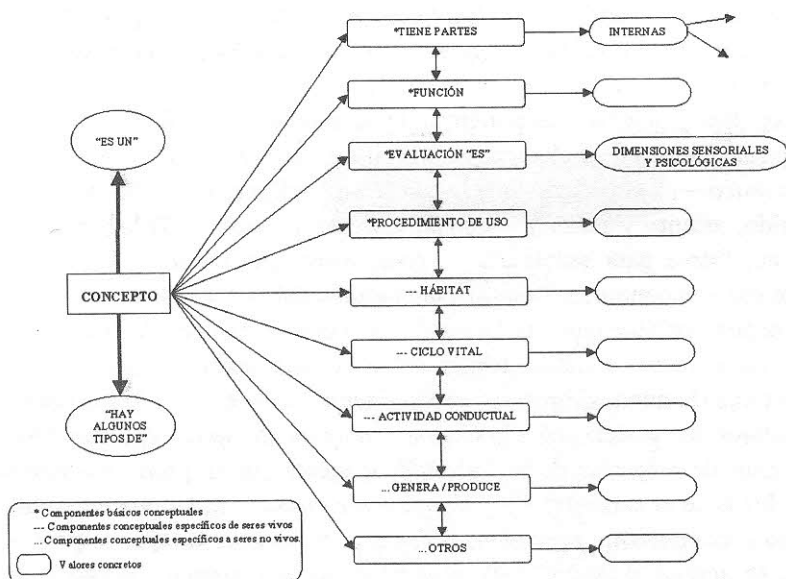 *TIENE PARTES
INTERNAS
*FUNCIÓN
"ES UN"
*EVALUACIÓN "ES"
DIMENSIONES SENSORIALES
Y PSICOLÓGICAS
*PROCEDIMIENTO DE USO
CONCEPTO
--- HÁBITAT
--- CICLO VITAL
"HAY
ALGUNOS
TIPOS DE"
--- ACTIVIDAD CONDUCTUAL
...GENERA / PRODUCE
...OTROS
* Componentes básicos conceptuales
--- Componentes conceptuales específicos de seres vivos
...Componentes conceptuales específicos a seres no vivos.
Valores concretos